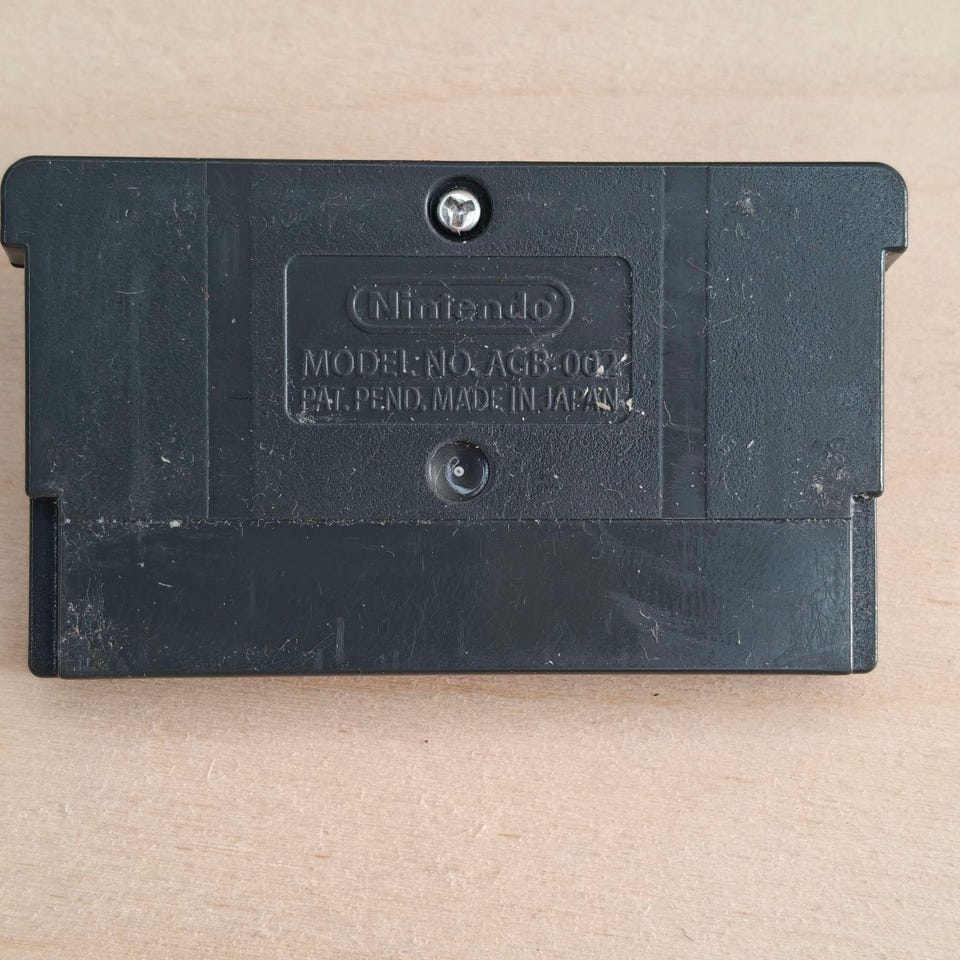 Nintendo®
MODEL NO. AGB-002
PAT. PEND. MADE IN JAPAN